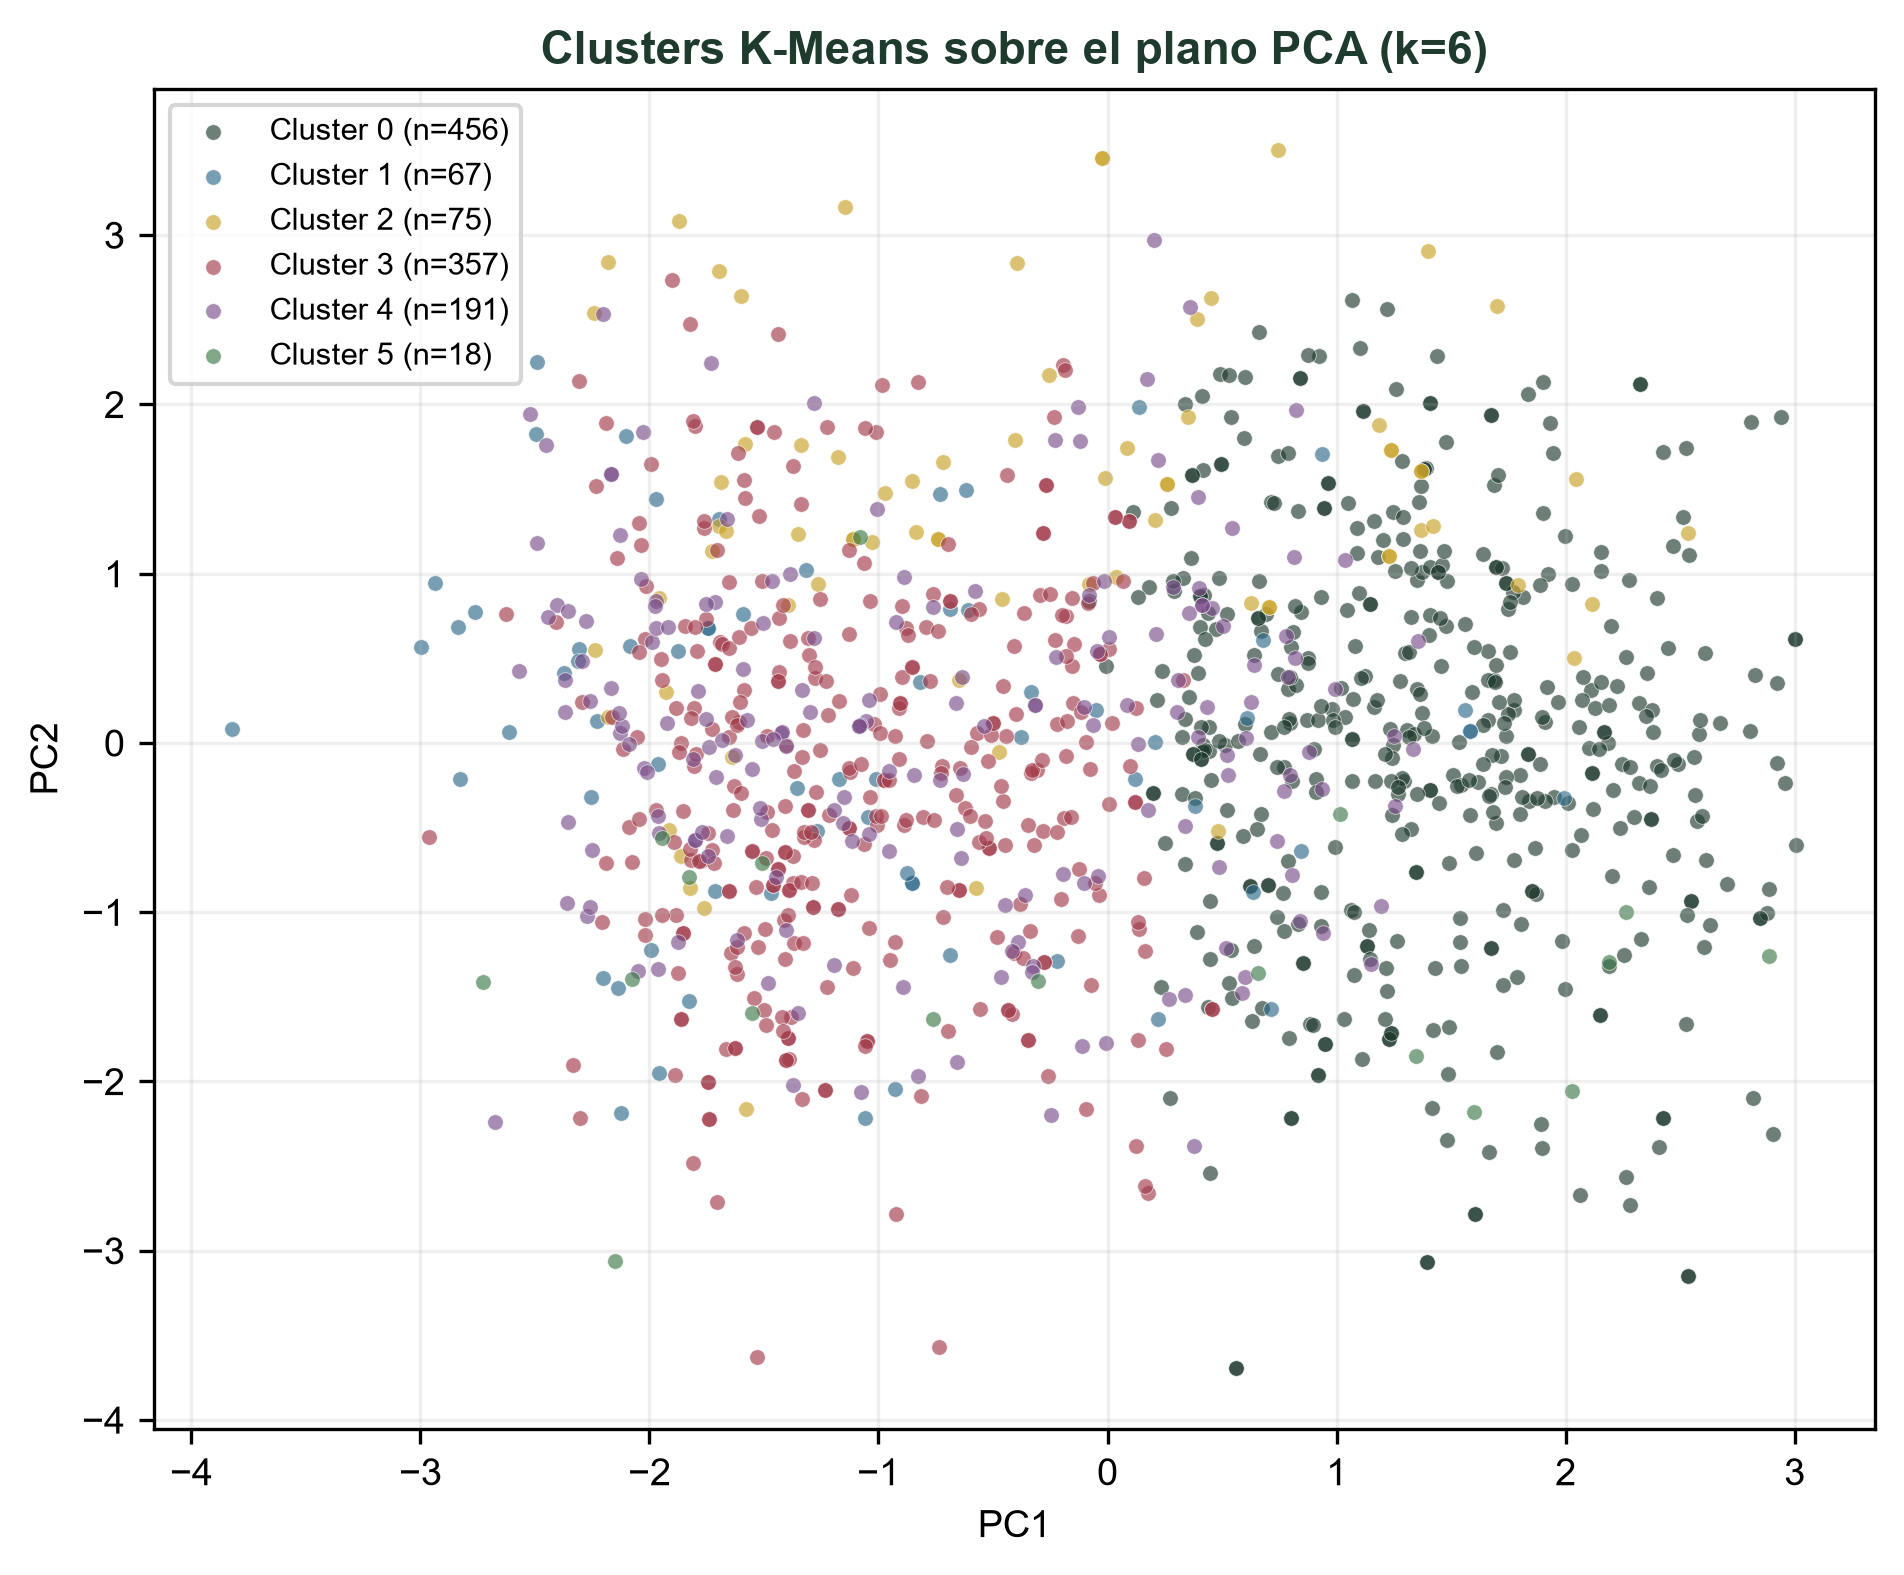 Clusters K-Means sobre el plano PCA (k=6)
Cluster 0 (n=456)
Cluster 1 (n=67)
Cluster 2 (n=75)
Cluster 3 (n=357)
Cluster 4 (n=191)
Cluster 5 (n=18)
3
2
1
0
−1
−2
−3
−4
PC2
−4 −3 −2 −1 0 1 2 3
PC1